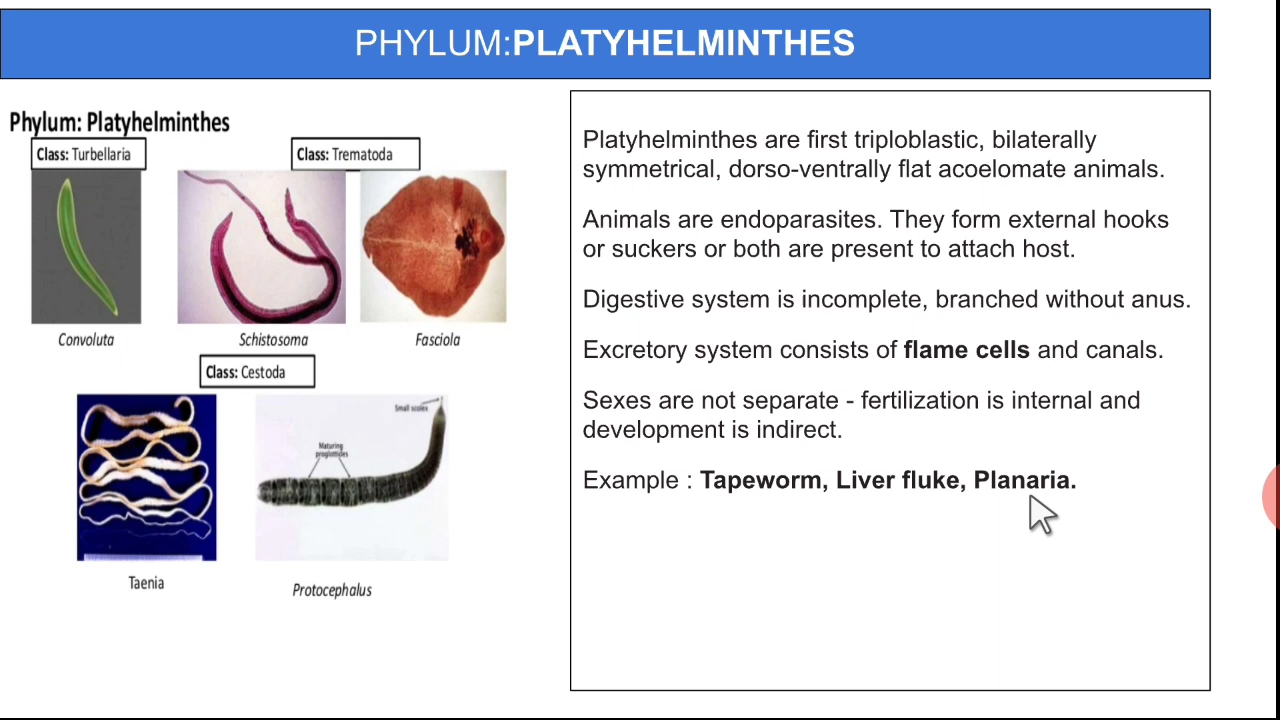 PHYLUM:PLATYHELMINTHES
Phylum: Platyhelminthes
Class: Turbellaria
Class: Trematoda
Convoluta
Schistosoma
Fasciola
Class: Cestoda
Small scolex
Maturing
proglottids
Taenia
Protocephalus
Platyhelminthes are first triploblastic, bilaterally
symmetrical, dorso-ventrally flat acoelomate animals.
Animals are endoparasites. They form external hooks
or suckers or both are present to attach host.
Digestive system is incomplete, branched without anus.
Excretory system consists of flame cells and canals.
Sexes are not separate - fertilization is internal and
development is indirect.
Example : Tapeworm, Liver fluke, Planaria.